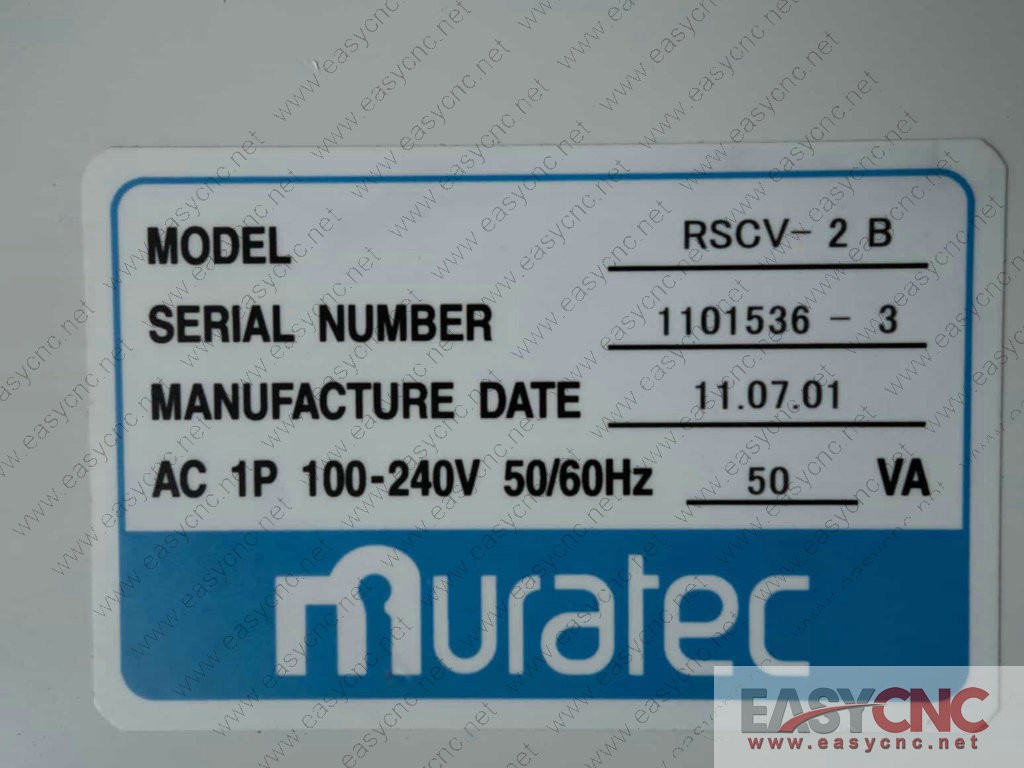 MODEL RSCV- 2 B
SERIAL NUMBER 1101536 - 3
MANUFACTURE DATE 11.07.01
AC 1P 100-240V 50/60Hz 50 VA
muratec
EASYCNC
www.easycnc.net